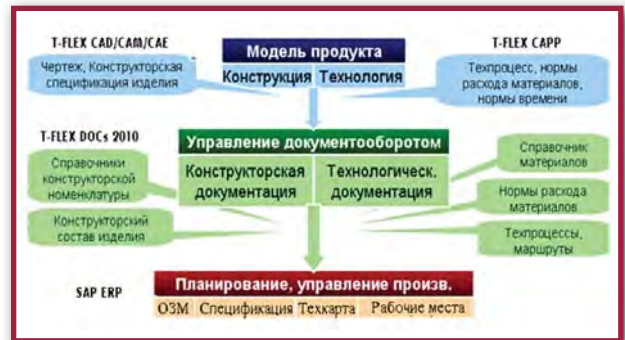 T-FLEX CAD/CAM/CAE
Модель продукта
T-FLEX CAPP
Чертеж, Конструкторская
спецификация изделия
Конструкция Технология
Техпроцесс, нормы
расхода материалов,
нормы времени
T-FLEX DOCs 2010
Управление документооборотом
Справочник
материалов
Справочники
конструкторской
номенклатуры
Конструкторская
документация
Технологическ.
документация
Нормы расхода
материалов
Конструкторский
состав изделия
Техпроцессы,
маршруты
SAP ERP
Планирование, управление произв.
ОЗМ Спецификация Техкарта Рабочие места